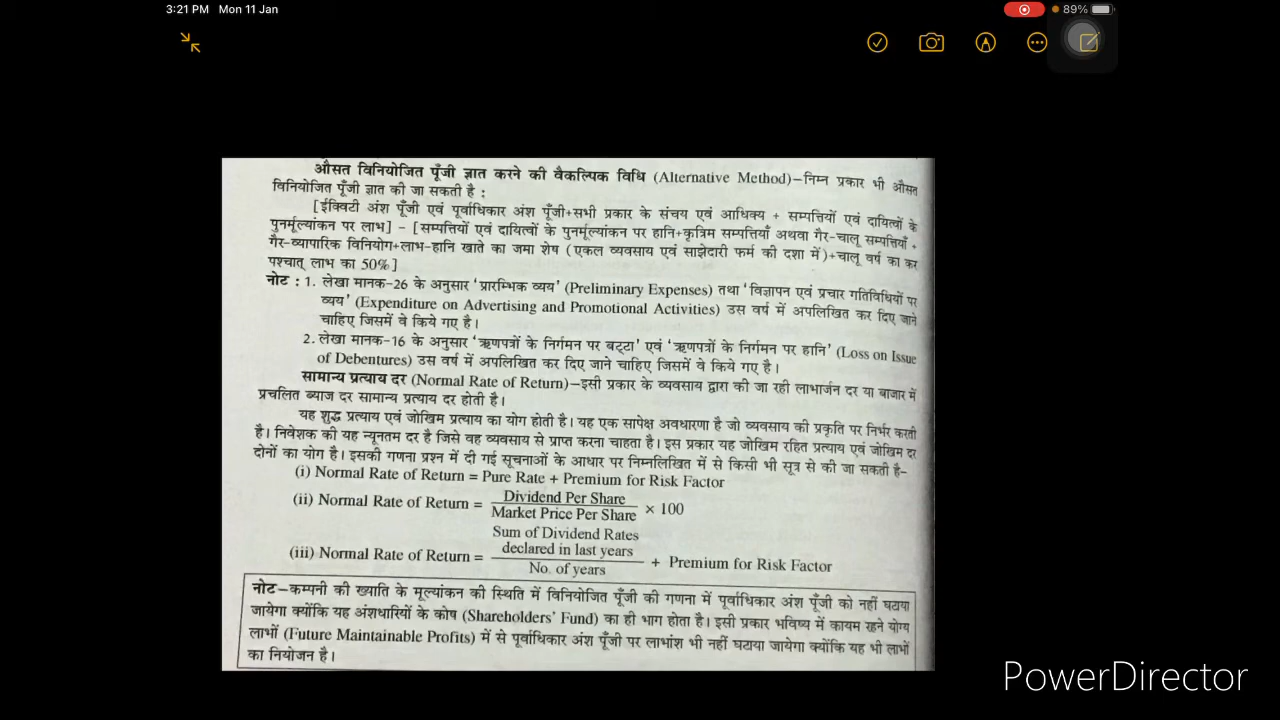 3:21 PM Mon 11 Jan
89%
औसत विनियोजित पूँजी ज्ञात करने की वैकल्पिक विधि (Alternative Method)–निम्न प्रकार भी औसत
विनियोजित पूँजी ज्ञात की जा सकती है :
[ईक्विटी अंश पूँजी एवं पूर्वाधिकार अंश पूँजी+सभी प्रकार के संचय एवं आधिक्य + सम्पत्तियों एवं दायित्वों के
पुनर्मूल्यांकन पर लाभ] – [सम्पत्तियों एवं दायित्वों के पुनर्मूल्यांकन पर हानि+कृत्रिम सम्पत्तियाँ अथवा गैर-चालू सम्पत्तियाँ +
गैर-व्यापारिक विनियोग+लाभ-हानि खाते का जमा शेष (एकल व्यवसाय एवं साझेदारी फर्म की दशा में)+चालू वर्ष का कर
पश्चात् लाभ का 50%]
नोट : 1. लेखा मानक-26 के अनुसार 'प्रारम्भिक व्यय' (Preliminary Expenses) तथा 'विज्ञापन एवं प्रचार गतिविधियों पर
व्यय' (Expenditure on Advertising and Promotional Activities) उस वर्ष में अपलिखित कर दिए जाने
चाहिए जिसमें वे किये गए है।
2. लेखा मानक-16 के अनुसार 'ऋणपत्रों के निर्गमन पर बट्टा' एवं 'ऋणपत्रों के निर्गमन पर हानि' (Loss on Issue
of Debentures) उस वर्ष में अपलिखित कर दिए जाने चाहिए जिसमें वे किये गए है।
सामान्य प्रत्याय दर (Normal Rate of Return)–इसी प्रकार के व्यवसाय द्वारा की जा रही लाभार्जन दर या बाजार में
प्रचलित ब्याज दर सामान्य प्रत्याय दर होती है।
यह शुद्ध प्रत्याय एवं जोखिम प्रत्याय का योग होती है। यह एक सापेक्ष अवधारणा है जो व्यवसाय की प्रकृति पर निर्भर करती
है। निवेशक की यह न्यूनतम दर है जिसे वह व्यवसाय से प्राप्त करना चाहता है। इस प्रकार यह जोखिम रहित प्रत्याय एवं जोखिम दर
दोनों का योग है। इसकी गणना प्रश्न में दी गई सूचनाओं के आधार पर निम्नलिखित में से किसी भी सूत्र से की जा सकती है–
(i) Normal Rate of Return = Pure Rate + Premium for Risk Factor
(ii) Normal Rate of Return = Dividend Per Share / Market Price Per Share × 100
Sum of Dividend Rates
declared in last years
(iii) Normal Rate of Return = + Premium for Risk Factor
No. of years
नोट–कम्पनी की ख्याति के मूल्यांकन की स्थिति में विनियोजित पूँजी की गणना में पूर्वाधिकार अंश पूँजी को नहीं घटाया
जायेगा क्योंकि यह अंशधारियों के कोष (Shareholders' Fund) का ही भाग होता है। इसी प्रकार भविष्य में कायम रहने योग्य
लाभों (Future Maintainable Profits) में से पूर्वाधिकार अंश पूँजी पर लाभांश भी नहीं घटाया जायेगा क्योंकि यह भी लाभों
का नियोजन है।
PowerDirector